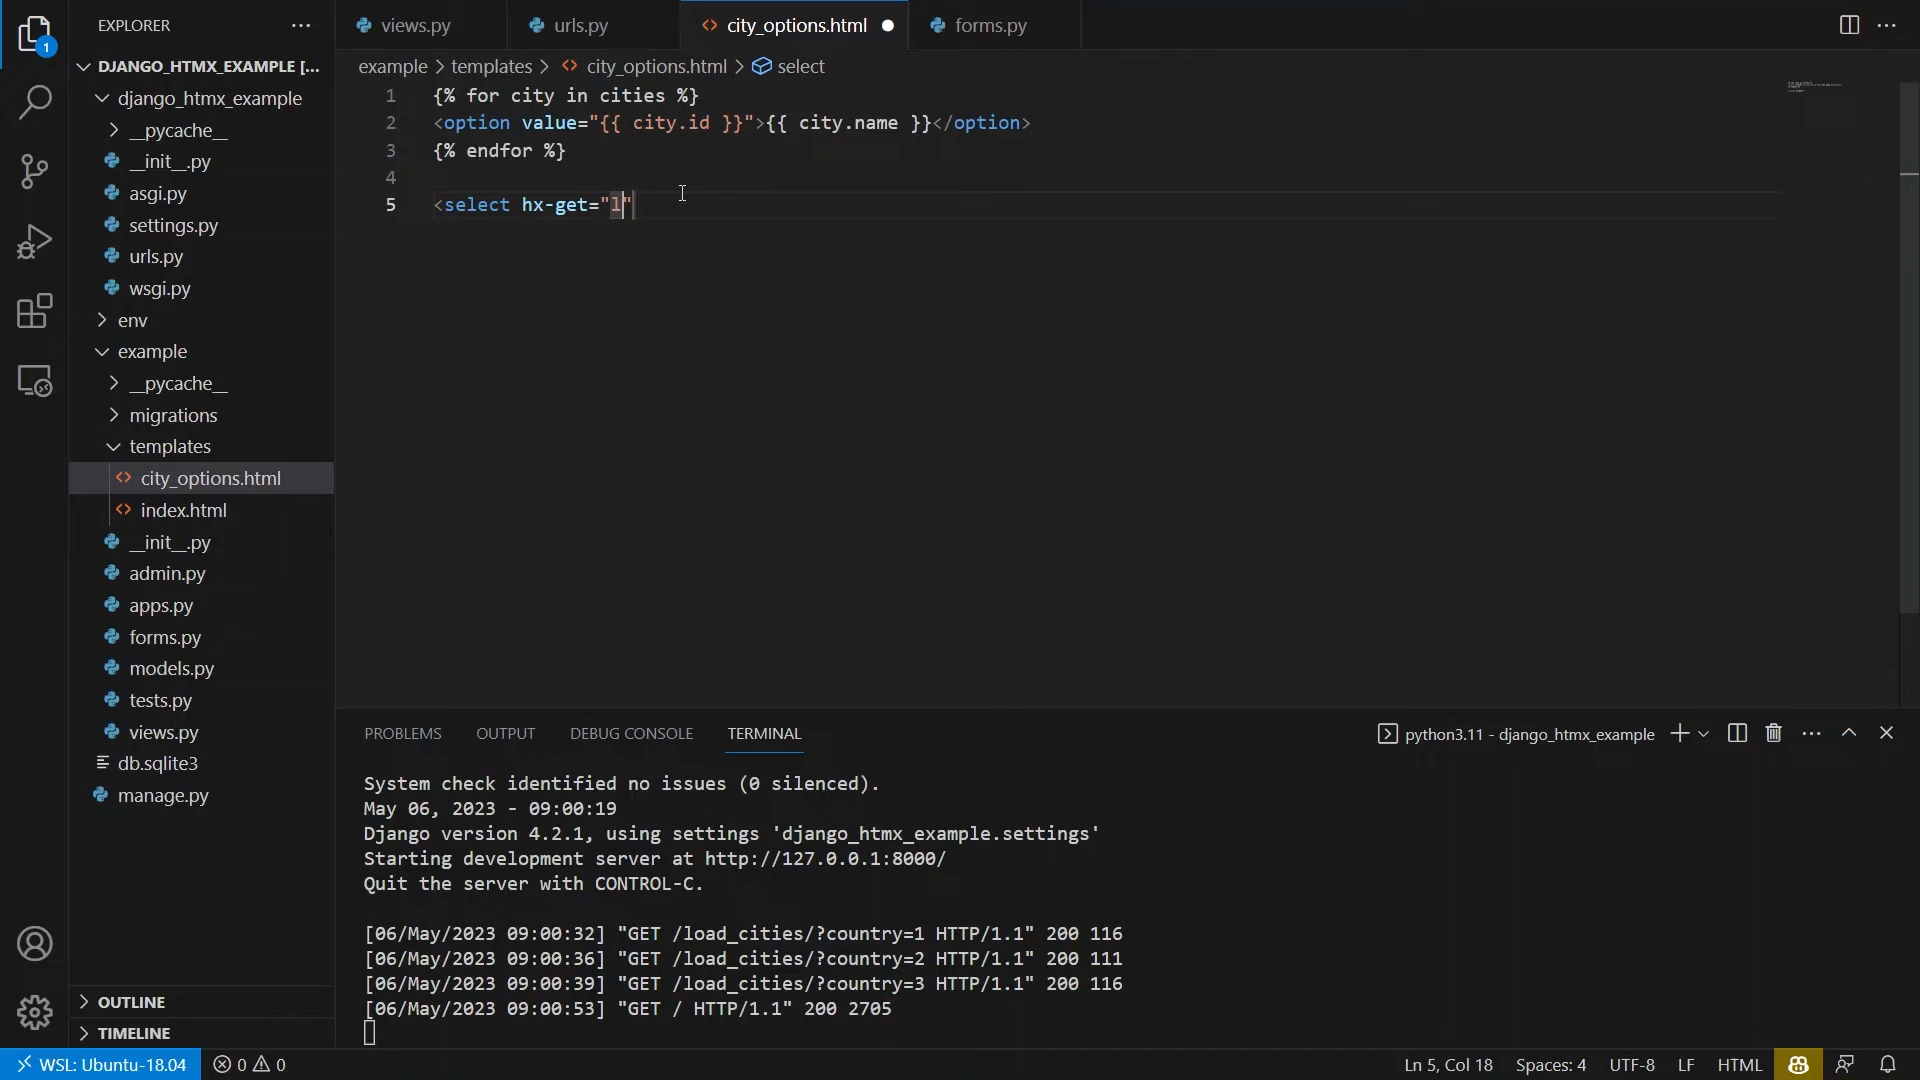 EXPLORER
1
DJANGO_HTMX_EXAMPLE [...
django_htmx_example
__pycache__
__init__.py
asgi.py
settings.py
urls.py
wsgi.py
env
example
__pycache__
migrations
templates
city_options.html
index.html
__init__.py
admin.py
apps.py
forms.py
models.py
tests.py
views.py
db.sqlite3
manage.py
OUTLINE
TIMELINE
views.py urls.py city_options.html forms.py
example > templates > city_options.html > select
1 {% for city in cities %}
2 <option value="{{ city.id }}">{{ city.name }}</option>
3 {% endfor %}
4
5 <select hx-get="l"
PROBLEMS OUTPUT DEBUG CONSOLE TERMINAL python3.11 - django_htmx_example
System check identified no issues (0 silenced).
May 06, 2023 - 09:00:19
Django version 4.2.1, using settings 'django_htmx_example.settings'
Starting development server at http://127.0.0.1:8000/
Quit the server with CONTROL-C.
[06/May/2023 09:00:32] "GET /load_cities/?country=1 HTTP/1.1" 200 116
[06/May/2023 09:00:36] "GET /load_cities/?country=2 HTTP/1.1" 200 111
[06/May/2023 09:00:39] "GET /load_cities/?country=3 HTTP/1.1" 200 116
[06/May/2023 09:00:53] "GET / HTTP/1.1" 200 2705
WSL: Ubuntu-18.04 0 0 Ln 5, Col 18 Spaces: 4 UTF-8 LF HTML